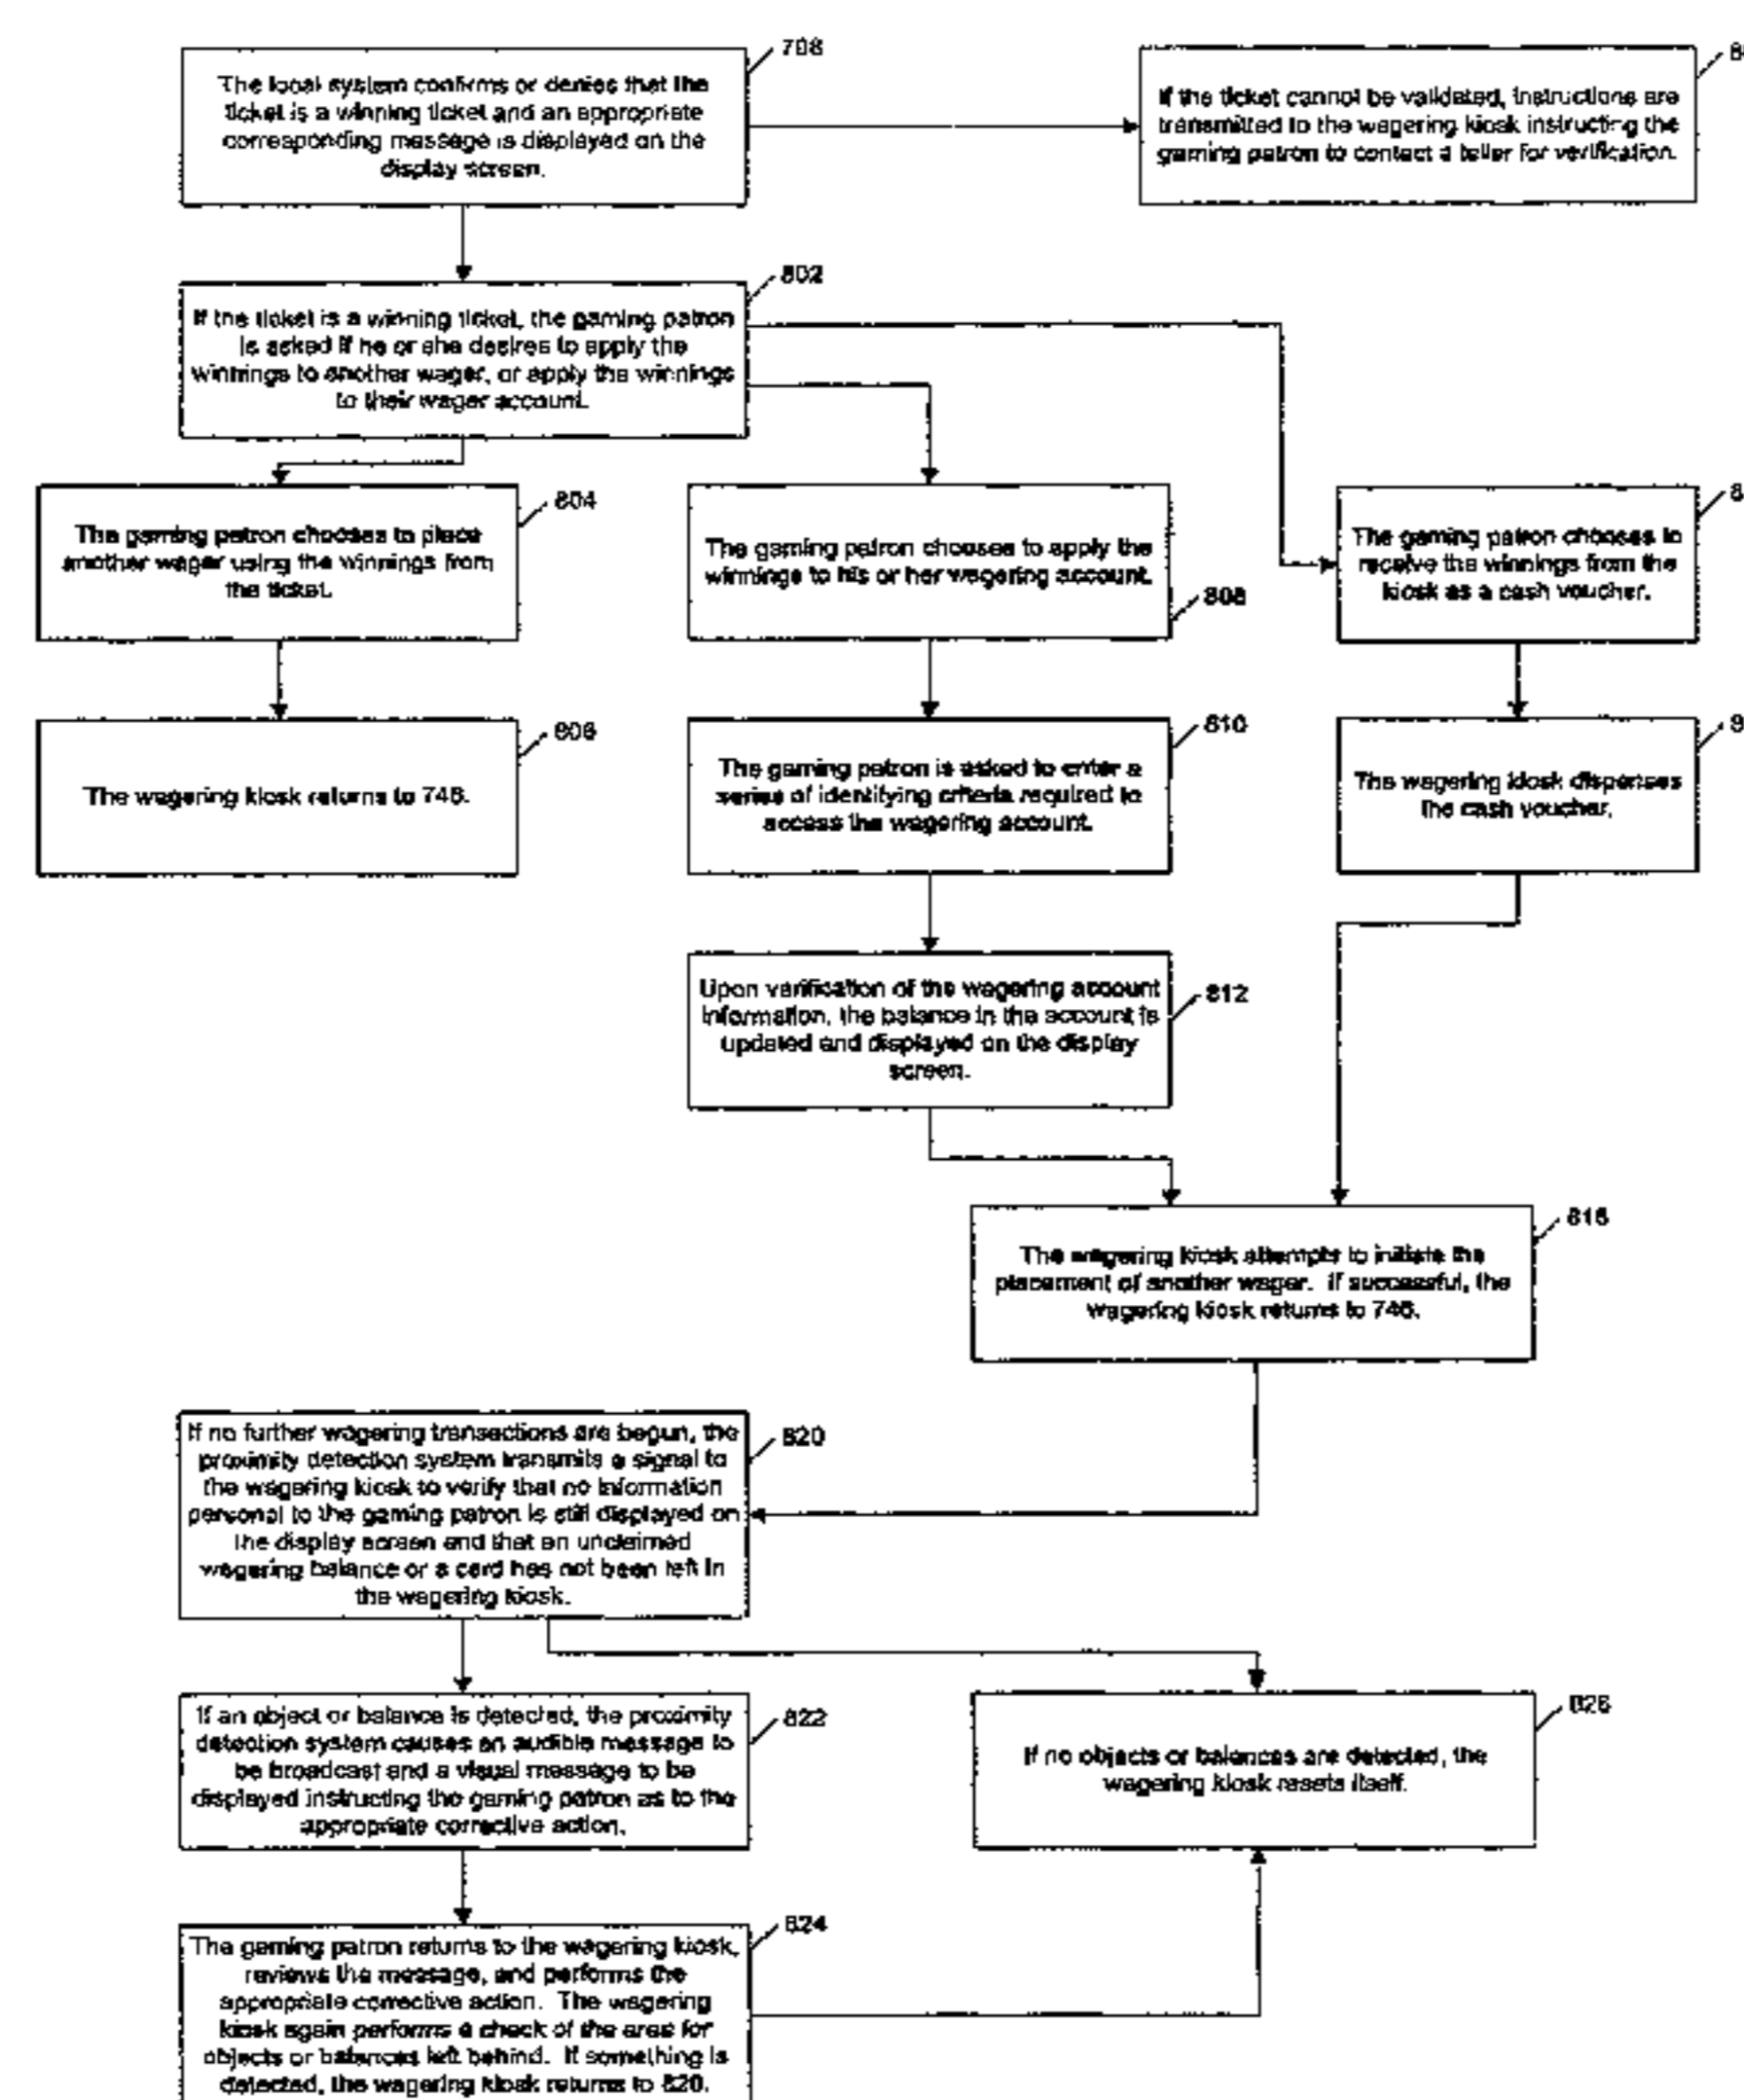 798
The local system confirms or denies that the
ticket is a winning ticket and an appropriate
corresponding message is displayed on the
display screen.
8
If the ticket cannot be validated, instructions are
transmitted to the wagering kiosk instructing the
gaming patron to contact a teller for verification.
802
If the ticket is a winning ticket, the gaming patron
is asked if he or she desires to apply the
winnings to another wager, or apply the winnings
to their wager account.
804
The gaming patron chooses to place
another wager using the winnings from
the ticket.
The gaming patron chooses to apply the
winnings to his or her wagering account.
808
8
The gaming patron chooses to
receive the winnings from the
kiosk as a cash voucher.
806
The wagering kiosk returns to 746.
810
The gaming patron is asked to enter a
series of identifying criteria required to
access the wagering account.
8
The wagering kiosk dispenses
the cash voucher.
812
Upon verification of the wagering account
information, the balance in the account is
updated and displayed on the display
screen.
818
The wagering kiosk attempts to initiate the
placement of another wager. If successful, the
wagering kiosk returns to 746.
820
If no further wagering transactions are begun, the
proximity detection system transmits a signal to
the wagering kiosk to verify that no information
personal to the gaming patron is still displayed on
the display screen and that an unclaimed
wagering balance or a card has not been left in
the wagering kiosk.
822
If an object or balance is detected, the proximity
detection system causes an audible message to
be broadcast and a visual message to be
displayed instructing the gaming patron as to the
appropriate corrective action.
826
If no objects or balances are detected, the
wagering kiosk resets itself.
824
The gaming patron returns to the wagering kiosk,
reviews the message, and performs the
appropriate corrective action. The wagering
kiosk again performs a check of the area for
objects or balances left behind. If something is
detected, the wagering kiosk returns to 820.